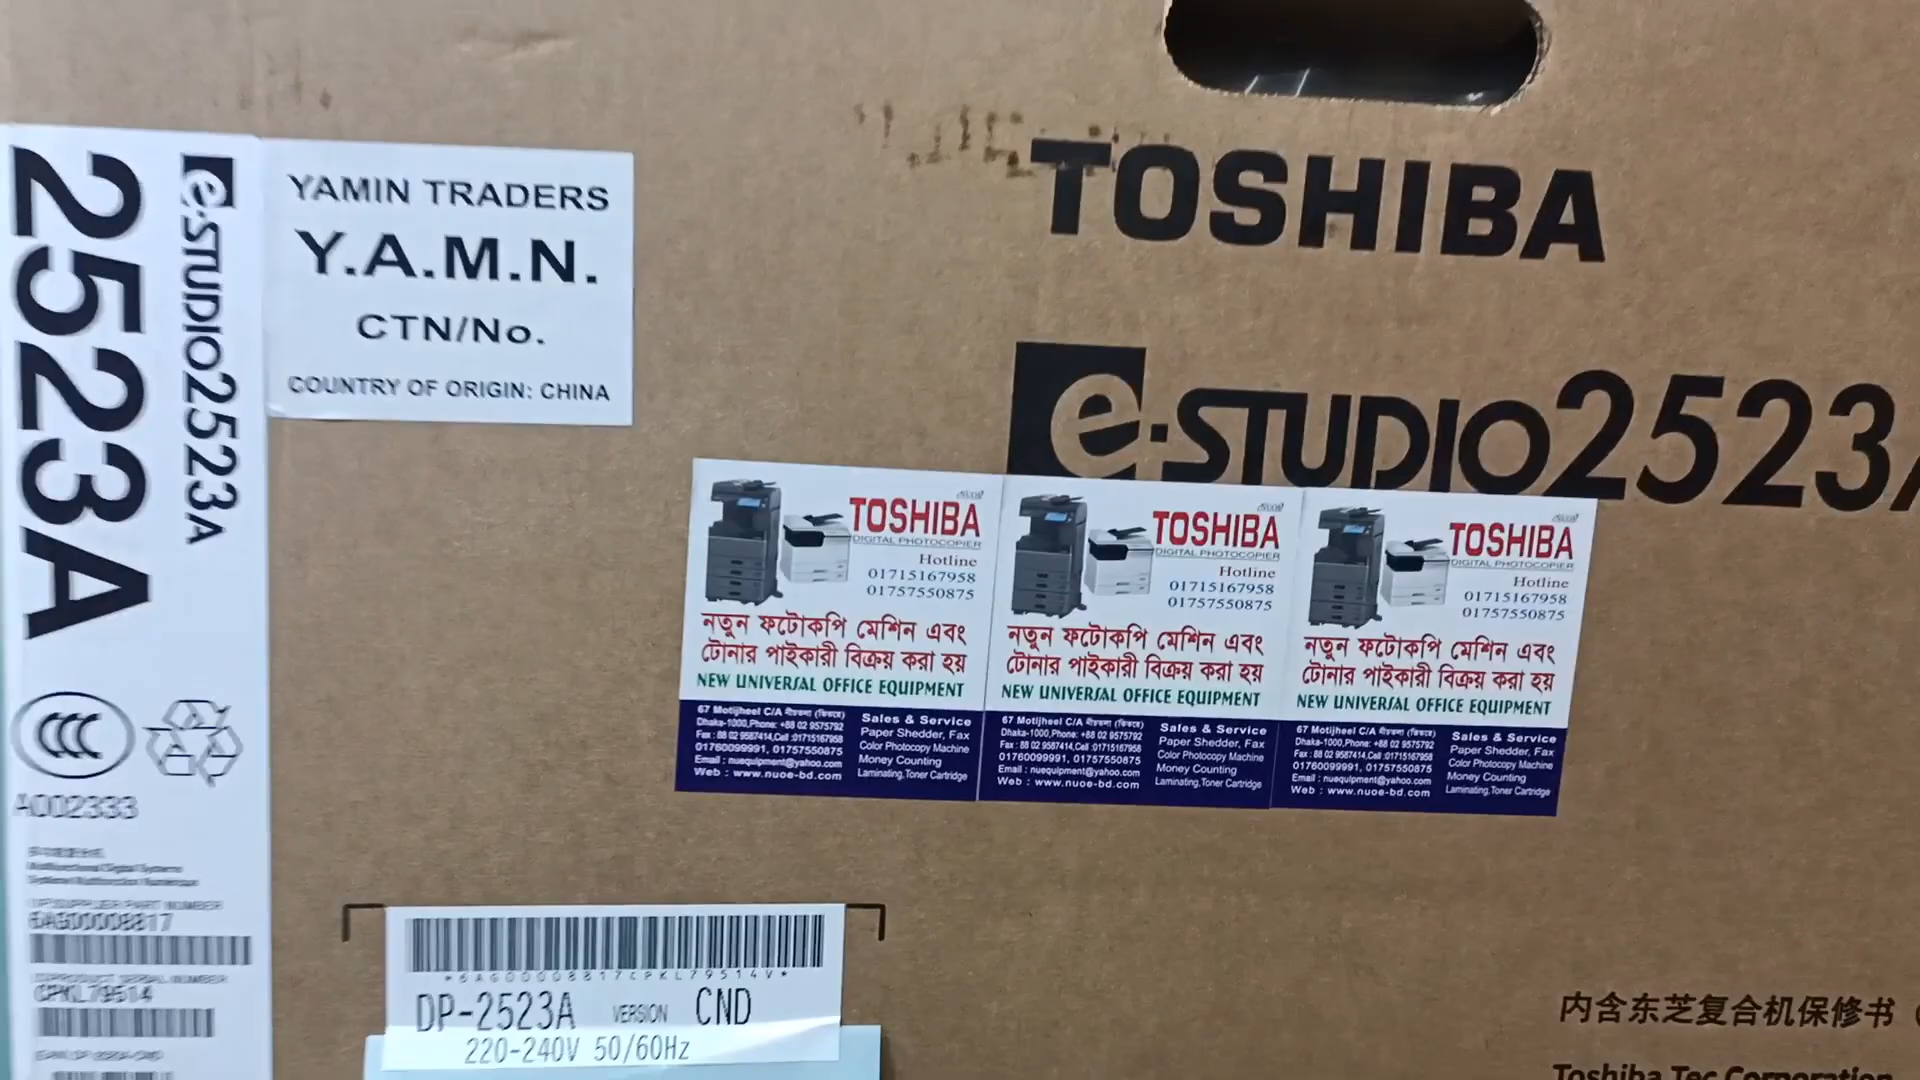 2523A
e-STUDIO2523A
A002333
Multifunctional Digital Systems
6AG00008817
CPKL79514
YAMIN TRADERS
Y.A.M.N.
CTN/No.
COUNTRY OF ORIGIN: CHINA
TOSHIBA
e-STUDIO2523A
TOSHIBA
DIGITAL PHOTOCOPIER
Hotline
01715167958
01757550875
নতুন ফটোকপি মেশিন এবং
টোনার পাইকারী বিক্রয় করা হয়
NEW UNIVERSAL OFFICE EQUIPMENT
67 Motijheel C/A নীচতলা (ভিতরে)
Dhaka-1000,Phone: +88 02 9575792
Fax : 88 02 9587414,Cell :01715167958
01760099991, 01757550875
Email : nuequipment@yahoo.com
Web : www.nuoe-bd.com
Sales & Service
Paper Shedder, Fax
Color Photocopy Machine
Money Counting
Laminating,Toner Cartridge
TOSHIBA
DIGITAL PHOTOCOPIER
Hotline
01715167958
01757550875
নতুন ফটোকপি মেশিন এবং
টোনার পাইকারী বিক্রয় করা হয়
NEW UNIVERSAL OFFICE EQUIPMENT
67 Motijheel C/A নীচতলা (ভিতরে)
Dhaka-1000,Phone: +88 02 9575792
Fax : 88 02 9587414,Cell :01715167958
01760099991, 01757550875
Email : nuequipment@yahoo.com
Web : www.nuoe-bd.com
Sales & Service
Paper Shedder, Fax
Color Photocopy Machine
Money Counting
Laminating,Toner Cartridge
TOSHIBA
DIGITAL PHOTOCOPIER
Hotline
01715167958
01757550875
নতুন ফটোকপি মেশিন এবং
টোনার পাইকারী বিক্রয় করা হয়
NEW UNIVERSAL OFFICE EQUIPMENT
67 Motijheel C/A নীচতলা (ভিতরে)
Dhaka-1000,Phone: +88 02 9575792
Fax : 88 02 9587414,Cell :01715167958
01760099991, 01757550875
Email : nuequipment@yahoo.com
Web : www.nuoe-bd.com
Sales & Service
Paper Shedder, Fax
Color Photocopy Machine
Money Counting
Laminating,Toner Cartridge
*6AG00008817CPKL79514V*
DP-2523A VERSION CND
220-240V 50/60Hz
内含东芝复合机保修书
Toshiba Tec Corporation